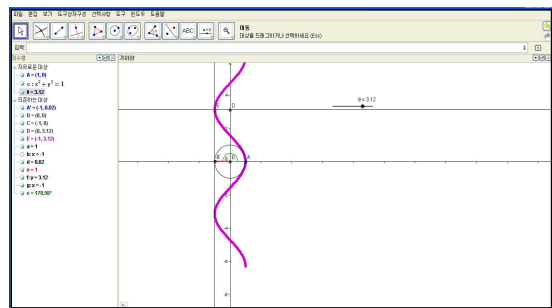 파일 편집 보기 도구상자구성 선택사항 도구 윈도우 도움말
ABC
이동
대상을 드래그하거나 선택하세요 (Esc)
입력
대수창
기하창
자유로운 대상
A = (1, 0)
c : x² + y² = 1
θ = 3.12
의존하는 대상
A' = (-1, 0.02)
B = (0, 0)
C = (-1, 0)
D = (0, 3.12)
E = (-1, 3.12)
a = 1
b: x = -1
d = 0.02
e = 1
f: y = 3.12
g: x = -1
ε = 178.58°
θ = 3.12
D
B
A